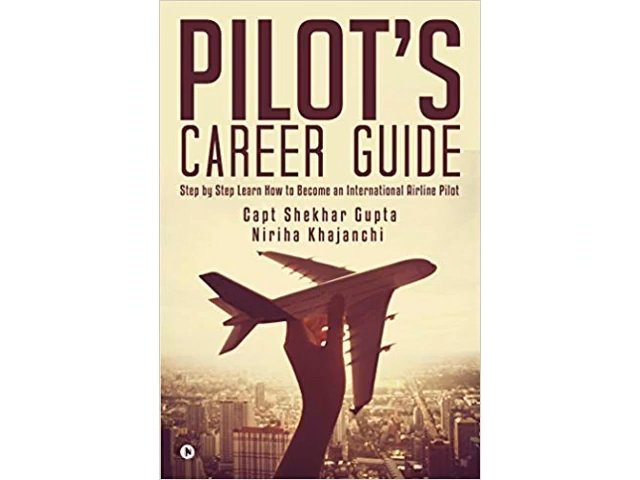 PILOT'S
CAREER GUIDE
Step by Step Learn How to Become an International Airline Pilot
Capt Shekhar Gupta
Niriha Khajanchi
N